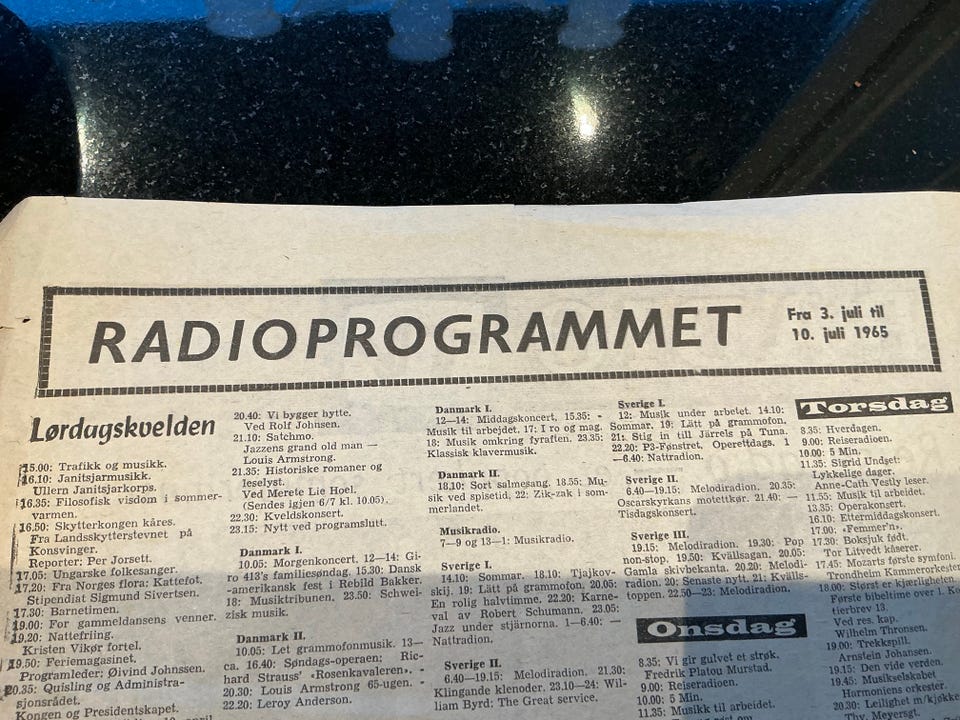 RADIOPROGRAMMET
Fra 3. juli til
10. juli 1965
Lørdagskvelden
15.00: Trafikk og musikk.
16.10: Janitsjarmusikk.
Ullern Janitsjarkorps.
16.35: Filosofisk visdom i sommer-
varmen.
16.50: Skytterkongen kåres.
Fra Landsskytterstevnet på
Konsvinger.
Reporter: Per Jorsett.
17.05: Ungarske folkesanger.
17.20: Fra Norges flora: Kattefot.
Stipendiat Sigmund Sivertsen.
17.30: Barnetimen.
19.00: For gammeldansens venner.
19.20: Nattefriing.
Kristen Vikør fortel.
19.50: Feriemagasinet.
Programleder: Øivind Johnssen.
20.35: Quisling og Administra-
sjonsrådet.
Kongen og Presidentskapet.
20.40: Vi bygger hytte.
Ved Rolf Johnsen.
21.10: Satchmo.
Jazzens grand old man —
Louis Armstrong.
21.35: Historiske romaner og
leselyst.
Ved Merete Lie Hoel.
(Sendes igjen 6/7 kl. 10.05).
22.30: Kveldskonsert.
23.15: Nytt ved programslutt.
Danmark I.
10.05: Morgenkoncert. 12—14: Gi-
ro 413's familiesøndag. 15.30: Dansk
-amerikansk fest i Rebild Bakker.
18: Musiktribunen. 23.50: Schwei-
zisk musik.
Danmark II.
10.05: Let grammofonmusik. 13—
ca. 16.40: Søndags-operaen; Ric-
hard Strauss' «Rosenkavaleren».
20.30: Louis Armstrong 65-ugen.
22.20: Leroy Anderson.
Danmark I.
12—14: Middagskoncert. 15.35:
Musik til arbejdet. 17: I ro og mag.
18: Musik omkring fyraften. 23.35:
Klassisk klavermusik.
Danmark II.
18.10: Sort salmesang. 18.55: Mu-
sik ved spisetid, 22: Zik-zak i som-
merlandet.
Musikradio.
7—9 og 13—1: Musikradio.
Sverige I.
14.10: Sommar. 18.10: Tjajkov-
skij. 19: Lätt på grammofon. 20.05:
En rolig halvtimme. 22.20: Karne-
val av Robert Schumann. 23.05:
Jazz under stjärnorna. 1—6.40: —
Nattradion.
Sverige II.
6.40—19.15: Melodiradion. 21.30:
Klingande klenoder. 23.10—24: Wil-
liam Byrd: The Great service.
Sverige I.
12: Musik under arbetet. 14.10:
Sommar. 19: Lätt på grammofon.
21: Stig in till Järrels på Tuna.
22.20: P3-Fønstret, Operettdags. 1
—6.40: Nattradion.
Sverige II.
6.40—19.15: Melodiradion. 20.35:
Oscarskyrkans motettkør. 21.40: —
Tisdagskonsert.
Sverige III.
19.15: Melodiradion. 19.30: Pop
non-stop. 19.50: Kvällsagan. 20.05:
Gamla skivbekanta. 20.20: Melodi-
radion. 20: Senaste nytt. 21: Kvälls-
toppen. 22.50—23: Melodiradion.
Onsdag
8.35: Vi gir gulvet et strøk.
Fredrik Platou Murstad.
9.00: Reiseradioen.
10.00: 5 Min.
11.35: Musikk til arbeidet.
Torsdag
8.35: Hverdagen.
9.00: Reiseradioen.
10.00: 5 Min.
11.35: Sigrid Undset:
Lykkelige dager.
Anne-Cath Vestly leser.
11.55: Musik til arbeidet.
13.35: Operakonsert.
16.10: Ettermiddagskonsert.
17.00: «Femmer'n».
17.30: Boksjuk født.
Tor Litvedt kåserer.
17.45: Mozarts første symfoni.
Trondheim Kammerorkester
18.00: Størst er kjærligheten.
Første bibeltime over 1. Ko
tierbrev 13.
Ved res. kap.
Wilhelm Thronsen.
19.00: Trekkspill.
Arnstein Johansen.
19.15: Den vide verden.
19.45: Musikselskabet
Harmoniens orkester.
20.30: Leilighet m/kjøkke